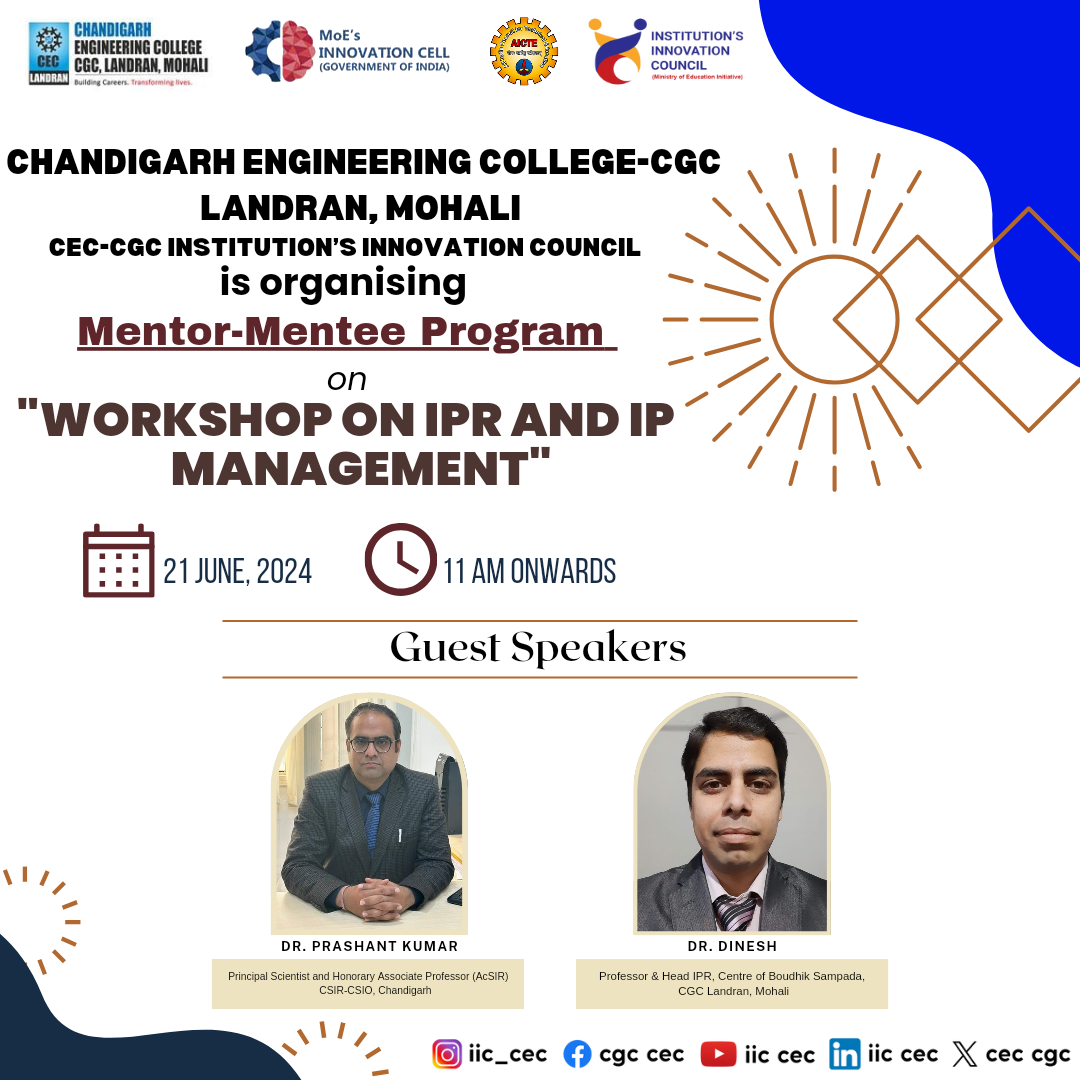 CHANDIGARH
ENGINEERING COLLEGE
CGC, LANDRAN, MOHALI
Building Careers. Transforming lives.
CEC
LANDRAN
MoE's
INNOVATION CELL
(GOVERNMENT OF INDIA)
AICTE
INSTITUTION'S
INNOVATION
COUNCIL
(Ministry of Education Initiative)
CHANDIGARH ENGINEERING COLLEGE-CGC
LANDRAN, MOHALI
CEC-CGC INSTITUTION'S INNOVATION COUNCIL
is organising
Mentor-Mentee Program
on
"WORKSHOP ON IPR AND IP
MANAGEMENT"
21 JUNE, 2024
11 AM ONWARDS
Guest Speakers
DR. PRASHANT KUMAR
Principal Scientist and Honorary Associate Professor (AcSIR)
CSIR-CSIO, Chandigarh
DR. DINESH
Professor & Head IPR, Centre of Boudhik Sampada,
CGC Landran, Mohali
iic_cec
cgc cec
iic cec
in iic cec
cec cgc